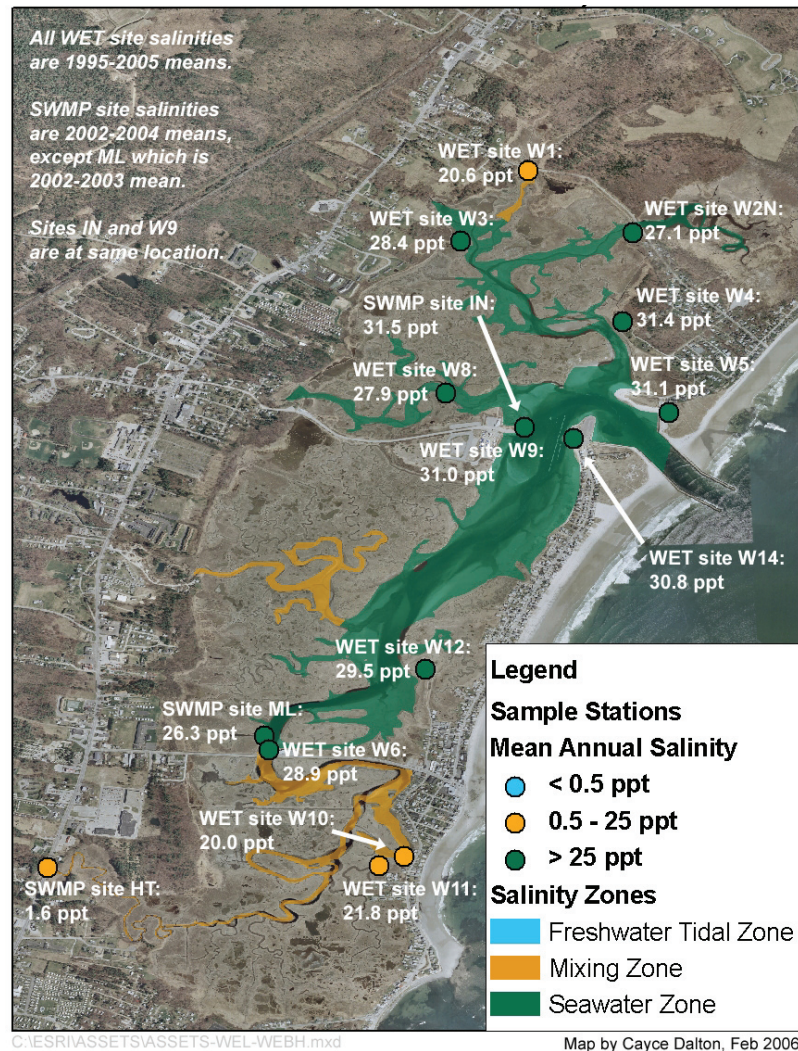 All WET site salinities
are 1995-2005 means.
SWMP site salinities
are 2002-2004 means,
except ML which is
2002-2003 mean.
Sites IN and W9
are at same location.
WET site W1:
20.6 ppt
WET site W3:
28.4 ppt
WET site W2N:
27.1 ppt
SWMP site IN:
31.5 ppt
WET site W4:
31.4 ppt
WET site W8:
27.9 ppt
WET site W5:
31.1 ppt
WET site W9:
31.0 ppt
WET site W14:
30.8 ppt
WET site W12:
29.5 ppt
SWMP site ML:
26.3 ppt
WET site W6:
28.9 ppt
WET site W10:
20.0 ppt
SWMP site HT:
1.6 ppt
WET site W11:
21.8 ppt
Legend
Sample Stations
Mean Annual Salinity
< 0.5 ppt
0.5 - 25 ppt
> 25 ppt
Salinity Zones
Freshwater Tidal Zone
Mixing Zone
Seawater Zone
C:\ESRI\ASSETS\ASSETS-WEL-WEBH.mxd
Map by Cayce Dalton, Feb 2006